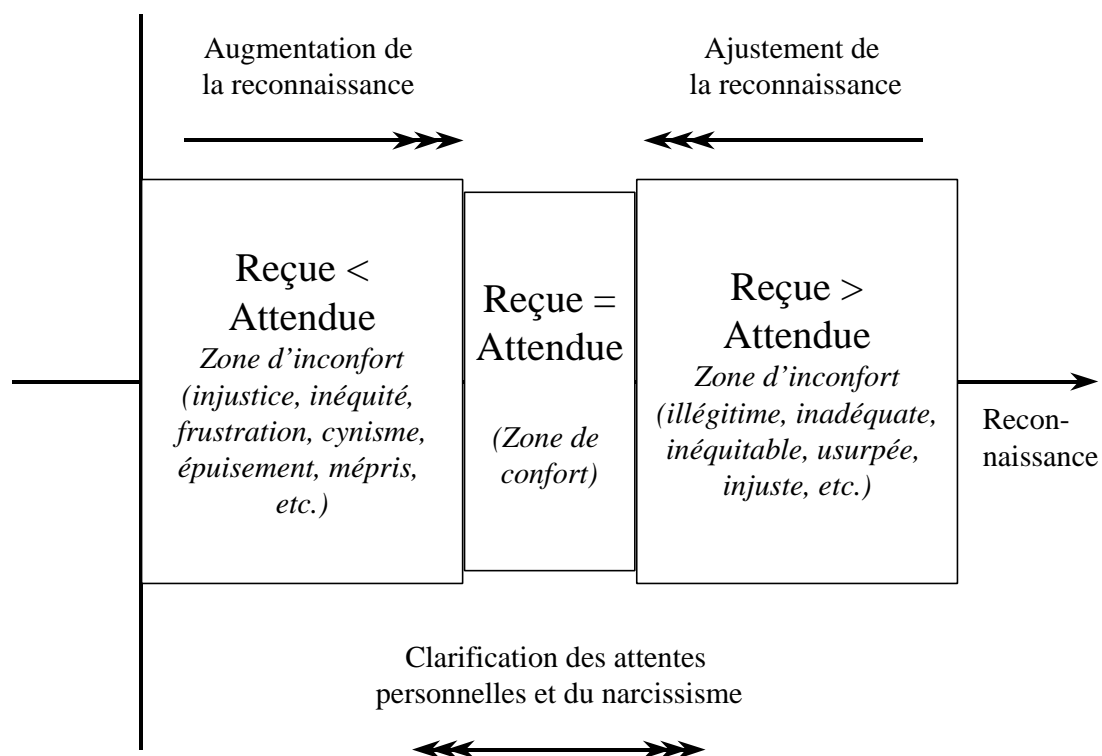 Augmentation de
la reconnaissance
Ajustement de
la reconnaissance
Reçue <
Attendue
Zone d'inconfort
(injustice, inéquité,
frustration, cynisme,
épuisement, mépris,
etc.)
Reçue =
Attendue
(Zone de
confort)
Reçue >
Attendue
Zone d'inconfort
(illégitime, inadéquate,
inéquitable, usurpée,
injuste, etc.)
Recon-
naissance
Clarification des attentes
personnelles et du narcissisme